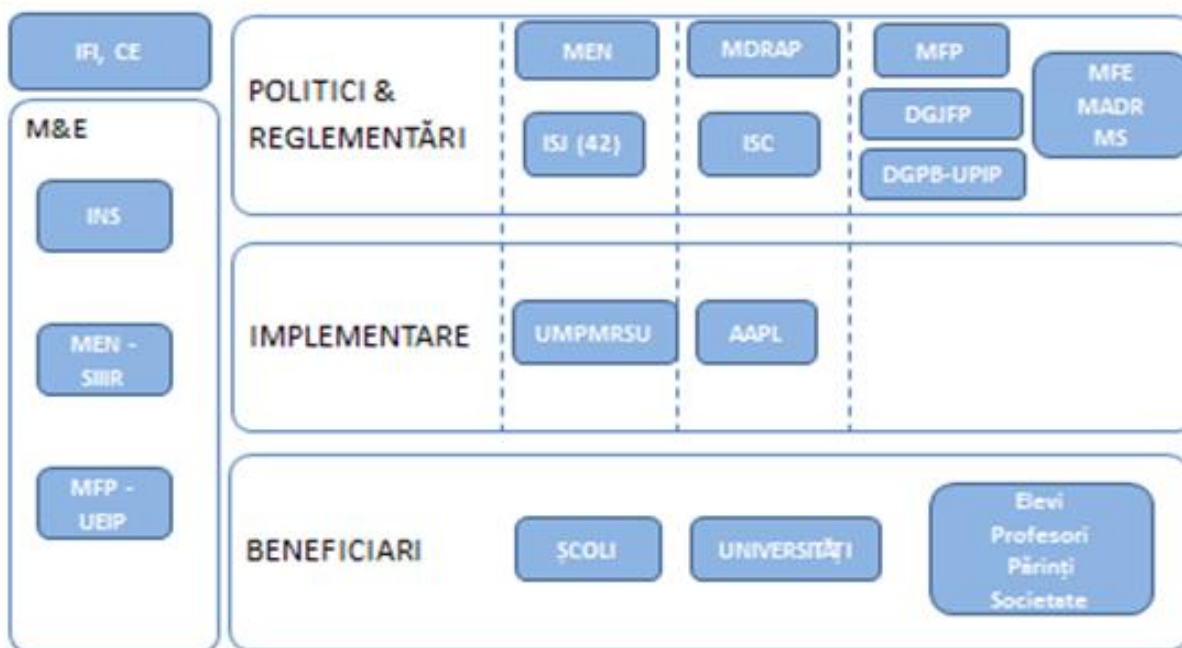 IFI, CE
M&E
INS
MEN -
SIIIR
MFP -
UEIP
POLITICI &
REGLEMENTĂRI
MEN
ISJ (42)
MDRAP
ISC
MFP
DGJFP
DGPB-UPIP
MFE
MADR
MS
IMPLEMENTARE
UMPMRSU
AAPL
BENEFICIARI
ȘCOLI
UNIVERSITĂȚI
Elevi
Profesori
Părinți
Societate